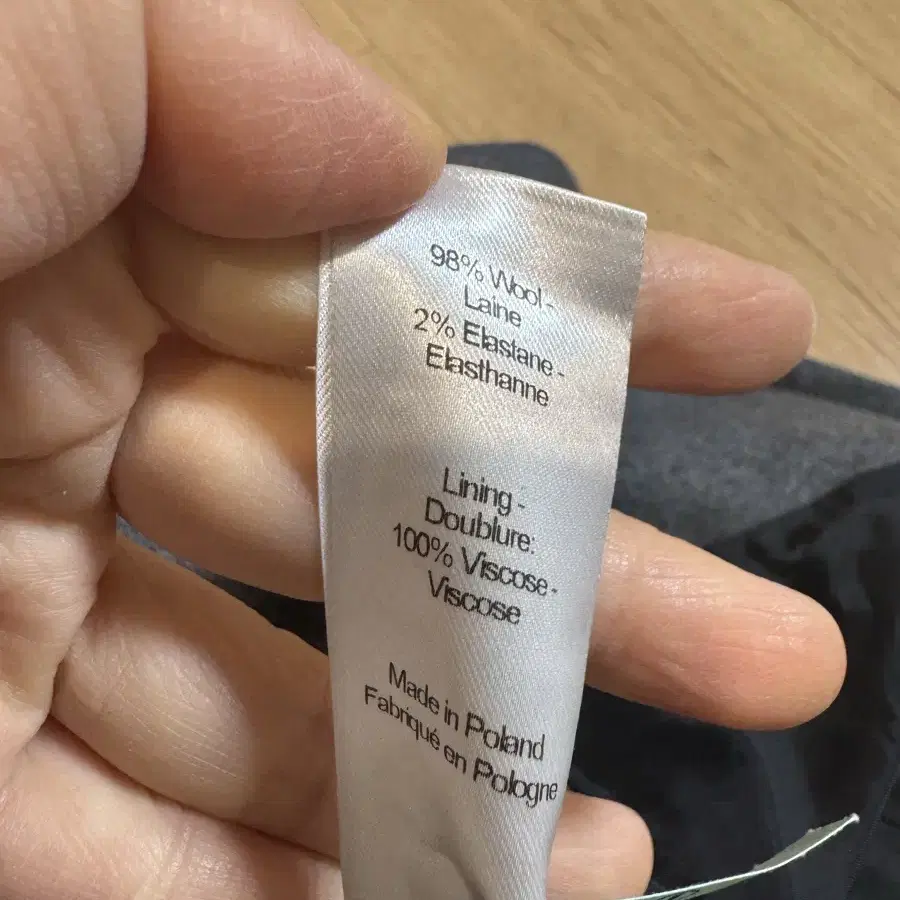 98% Wool -
Laine
2% Elastane -
Elasthanne
Lining -
Doublure:
100% Viscose -
Viscose
Made in Poland
Fabriqué en Pologne